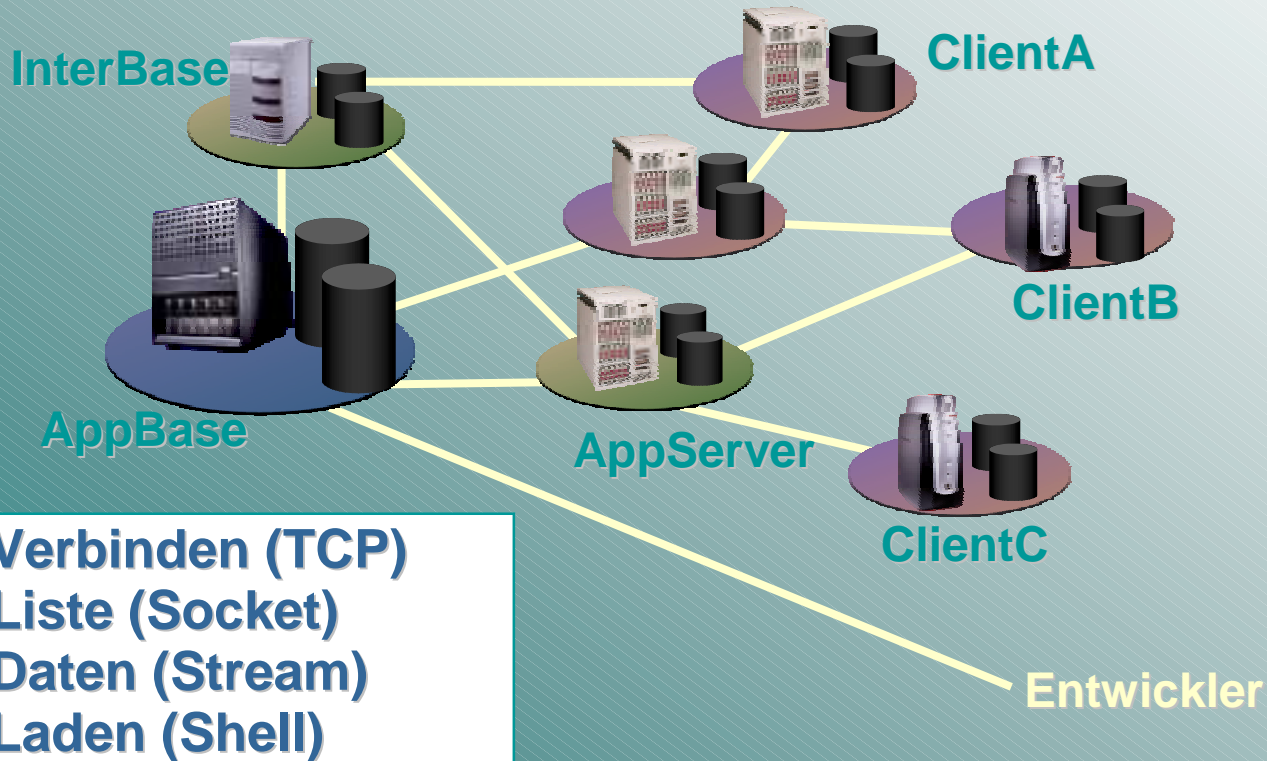 InterBase
ClientA
ClientB
AppBase
AppServer
ClientC
Verbinden (TCP)
Liste (Socket)
Daten (Stream)
Laden (Shell)
Entwickler